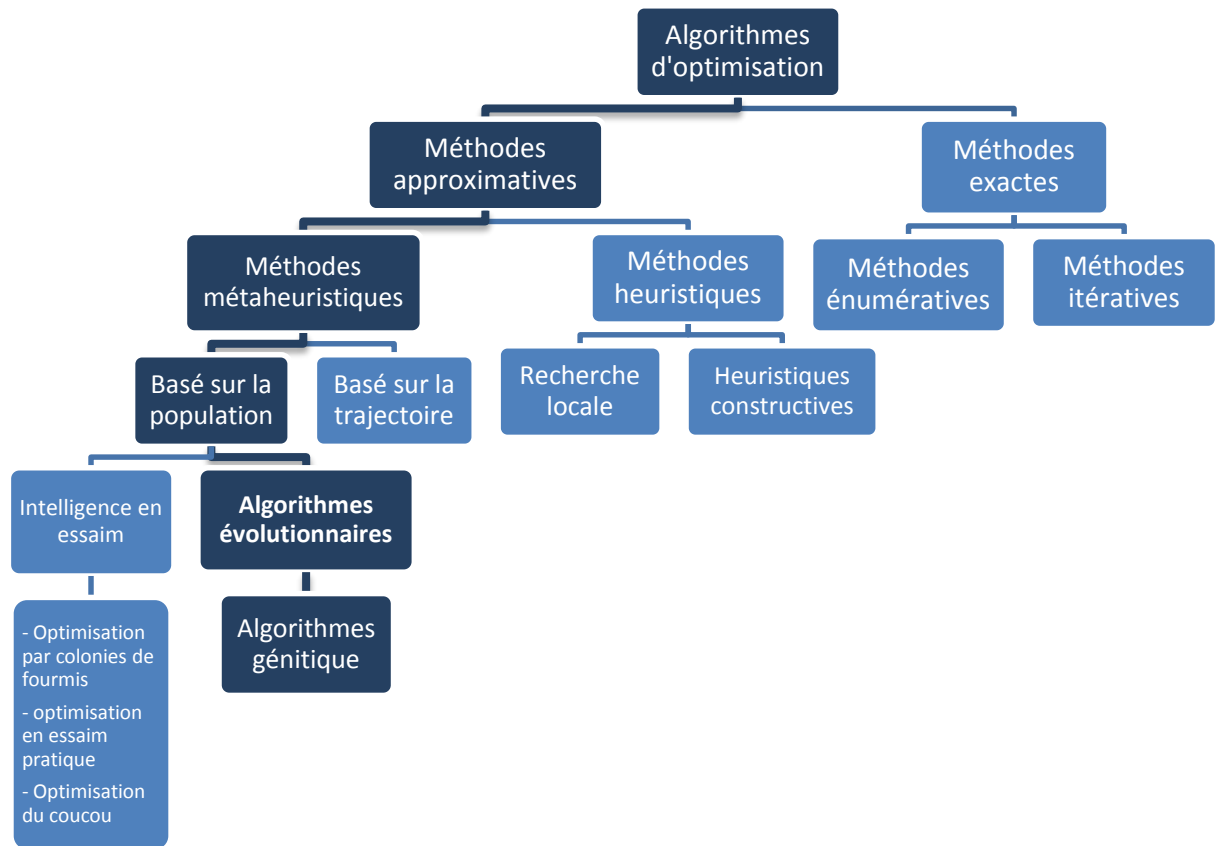 Algorithmes
d'optimisation
Méthodes
approximatives
Méthodes
exactes
Méthodes
métaheuristiques
Méthodes
heuristiques
Méthodes
énumératives
Méthodes
itératives
Basé sur la
population
Basé sur la
trajectoire
Recherche
locale
Heuristiques
constructives
Intelligence en
essaim
Algorithmes
évolutionnaires
- Optimisation
par colonies de
fourmis
- optimisation
en essaim
pratique
- Optimisation
du coucou
Algorithmes
génitique